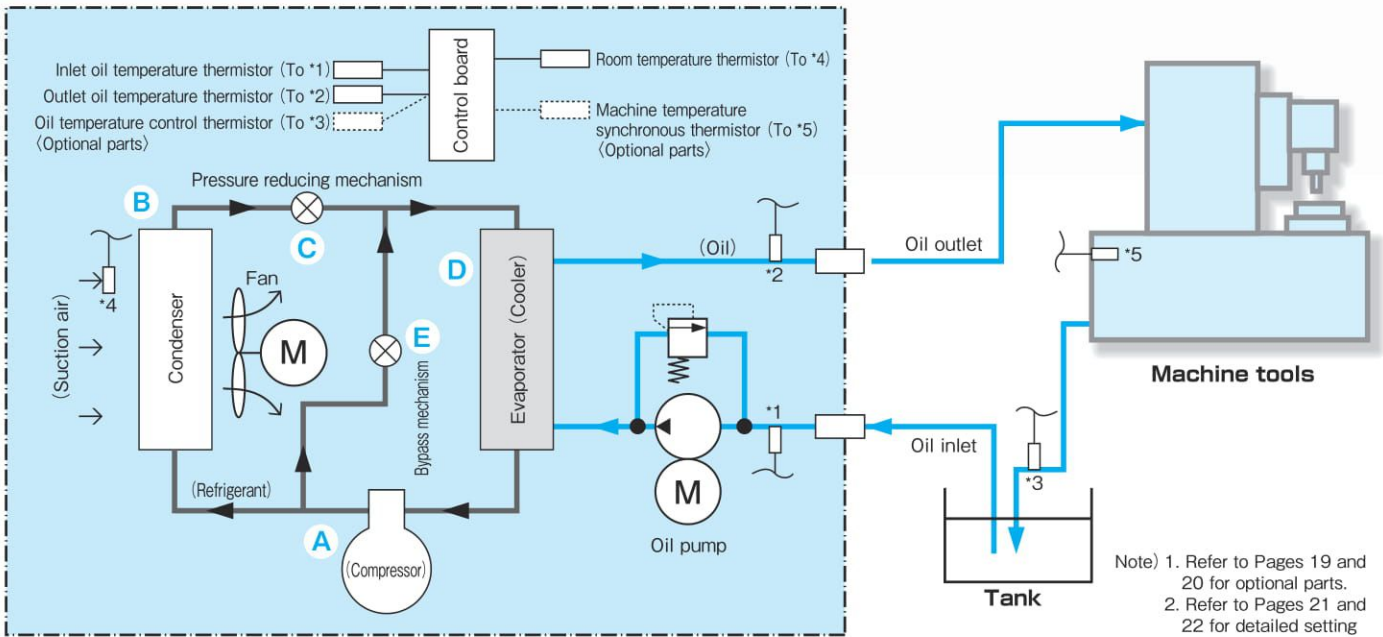 Inlet oil temperature thermistor (To *1)
Outlet oil temperature thermistor (To *2)
Oil temperature control thermistor (To *3)
〈Optional parts〉
Control board
Room temperature thermistor (To *4)
Machine temperature
synchronous thermistor (To *5)
〈Optional parts〉
Pressure reducing mechanism
B
C
D
*4
(Suction air)
Condenser
Fan
M
E
Bypass mechanism
Evaporator (Cooler)
(Oil)
*2
Oil outlet
*5
Machine tools
*1
Oil inlet
M
Oil pump
(Refrigerant)
A
(Compressor)
*3
Tank
Note) 1. Refer to Pages 19 and
20 for optional parts.
2. Refer to Pages 21 and
22 for detailed setting